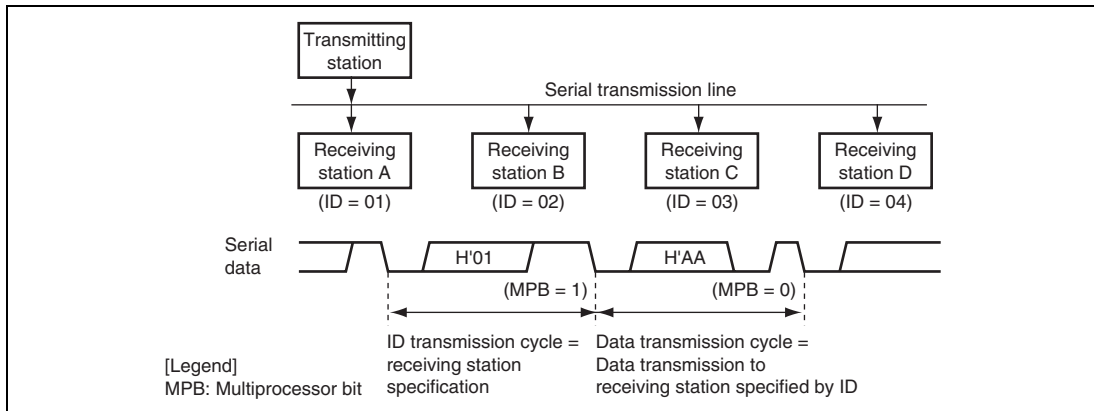 Transmitting
station
Serial transmission line
Receiving
station A
Receiving
station B
Receiving
station C
Receiving
station D
(ID = 01)
(ID = 02)
(ID = 03)
(ID = 04)
Serial
data
H'01
H'AA
(MPB = 1)
(MPB = 0)
ID transmission cycle =
receiving station
specification
Data transmission cycle =
Data transmission to
receiving station specified by ID
[Legend]
MPB: Multiprocessor bit